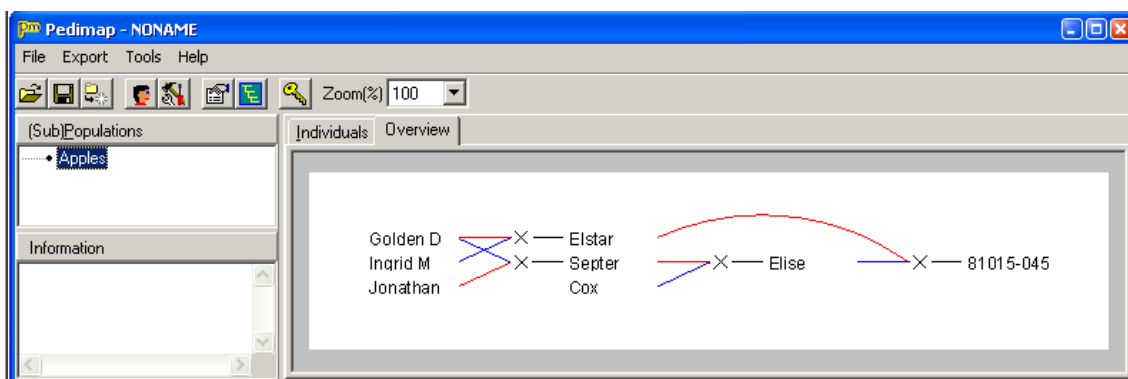 Pm Pedimap - NONAME
File Export Tools Help
Zoom(%) 100
(Sub)Populations
Individuals Overview
Apples
Information
Golden D
Elstar
Ingrid M
Septer
Elise
81015-045
Jonathan
Cox